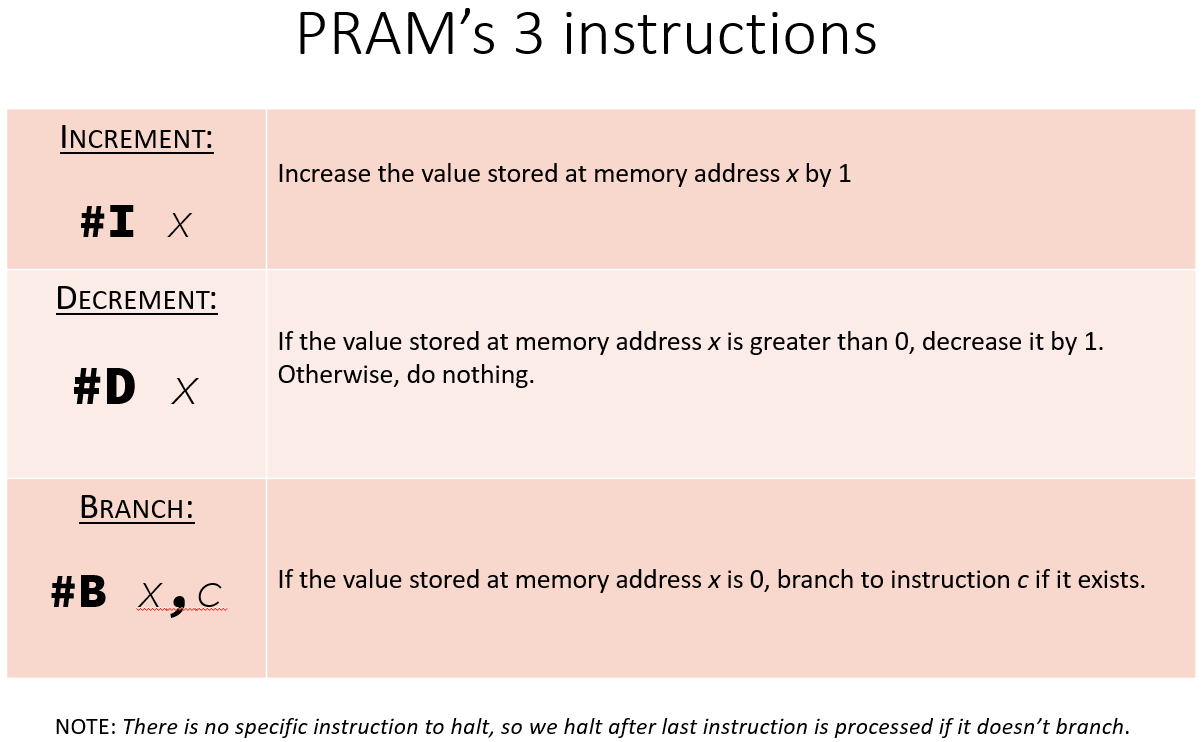 PRAM’s 3 instructions
INCREMENT:
#I x
Increase the value stored at memory address x by 1
DECREMENT:
#D x
If the value stored at memory address x is greater than 0, decrease it by 1.
Otherwise, do nothing.
BRANCH:
#B x,c
If the value stored at memory address x is 0, branch to instruction c if it exists.
NOTE: There is no specific instruction to halt, so we halt after last instruction is processed if it doesn’t branch.